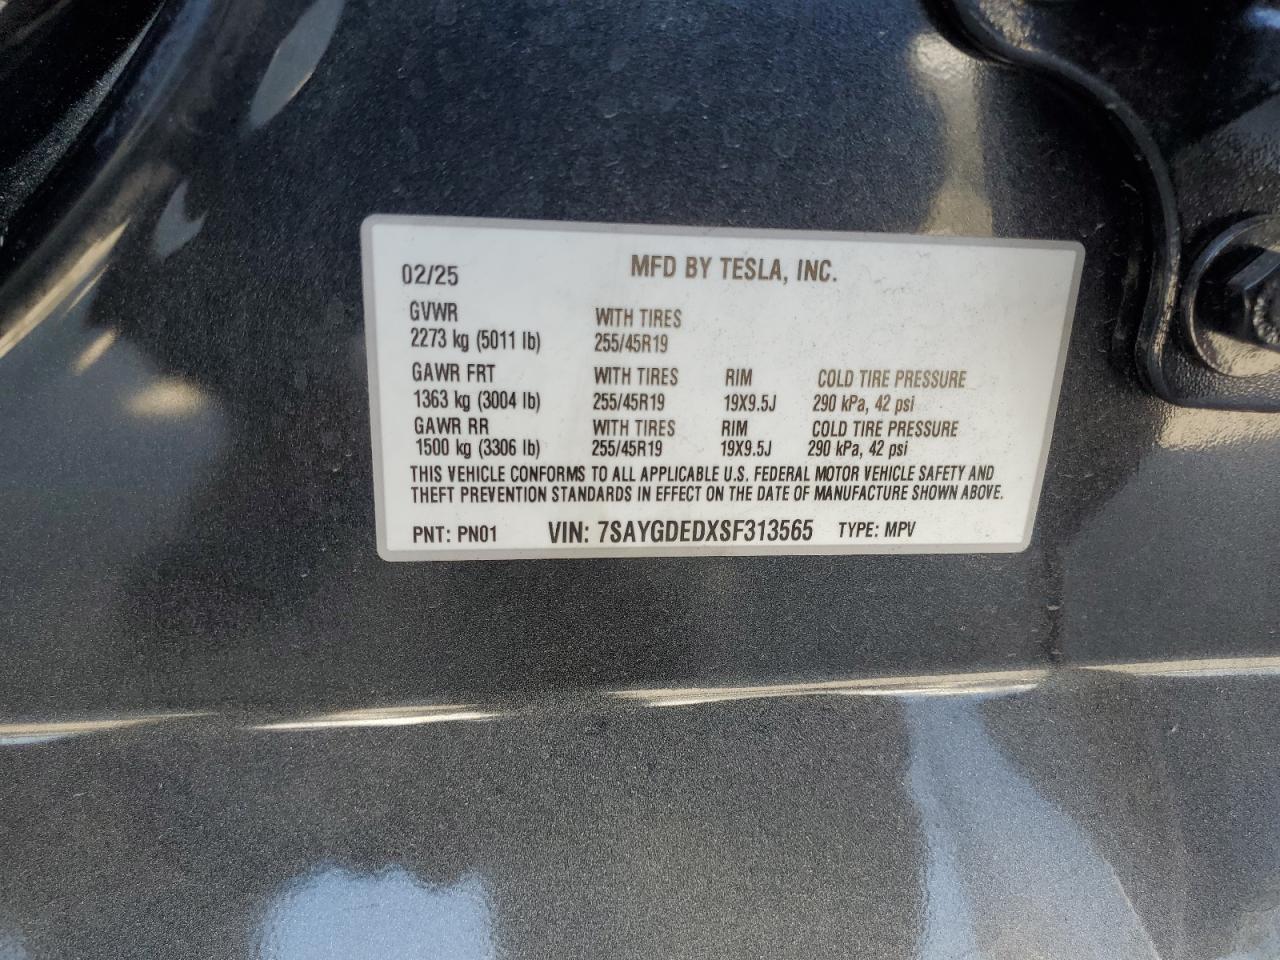 02/25 MFD BY TESLA, INC.
GVWR WITH TIRES
2273 kg (5011 lb) 255/45R19
GAWR FRT WITH TIRES RIM COLD TIRE PRESSURE
1363 kg (3004 lb) 255/45R19 19X9.5J 290 kPa, 42 psi
GAWR RR WITH TIRES RIM COLD TIRE PRESSURE
1500 kg (3306 lb) 255/45R19 19X9.5J 290 kPa, 42 psi
THIS VEHICLE CONFORMS TO ALL APPLICABLE U.S. FEDERAL MOTOR VEHICLE SAFETY AND
THEFT PREVENTION STANDARDS IN EFFECT ON THE DATE OF MANUFACTURE SHOWN ABOVE.
PNT: PN01 VIN: 7SAYGDEDXSF313565 TYPE: MPV